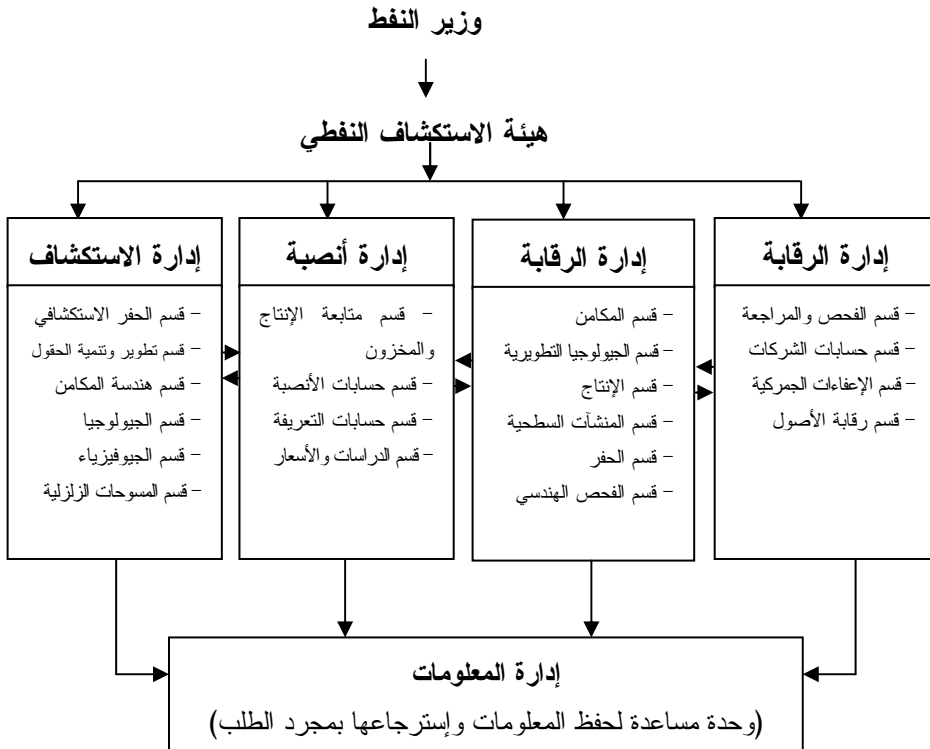 وزير النفط
هيئة الاستكشاف النفطي
إدارة الرقابة
– قسم الفحص والمراجعة
– قسم حسابات الشركات
– قسم الإعفاءات الجمركية
– قسم رقابة الأصول
إدارة الرقابة
– قسم المكامن
– قسم الجيولوجيا التطويرية
– قسم الإنتاج
– قسم المنشآت السطحية
– قسم الحفر
– قسم الفحص الهندسي
إدارة أنصبة
– قسم متابعة الإنتاج
والمخزون
– قسم حسابات الأنصبة
– قسم حسابات التعريفة
– قسم الدراسات والأسعار
إدارة الاستكشاف
– قسم الحفر الاستكشافي
– قسم تطوير وتنمية الحقول
– قسم هندسة المكامن
– قسم الجيولوجيا
– قسم الجيوفيزياء
– قسم المسوحات الزلزلية
إدارة المعلومات
(وحدة مساعدة لحفظ المعلومات وإسترجاعها بمجرد الطلب)